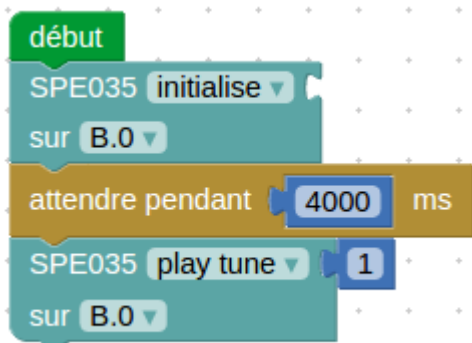 début
SPE035 initialise
sur B.0
attendre pendant 4000 ms
SPE035 play tune 1
sur B.0